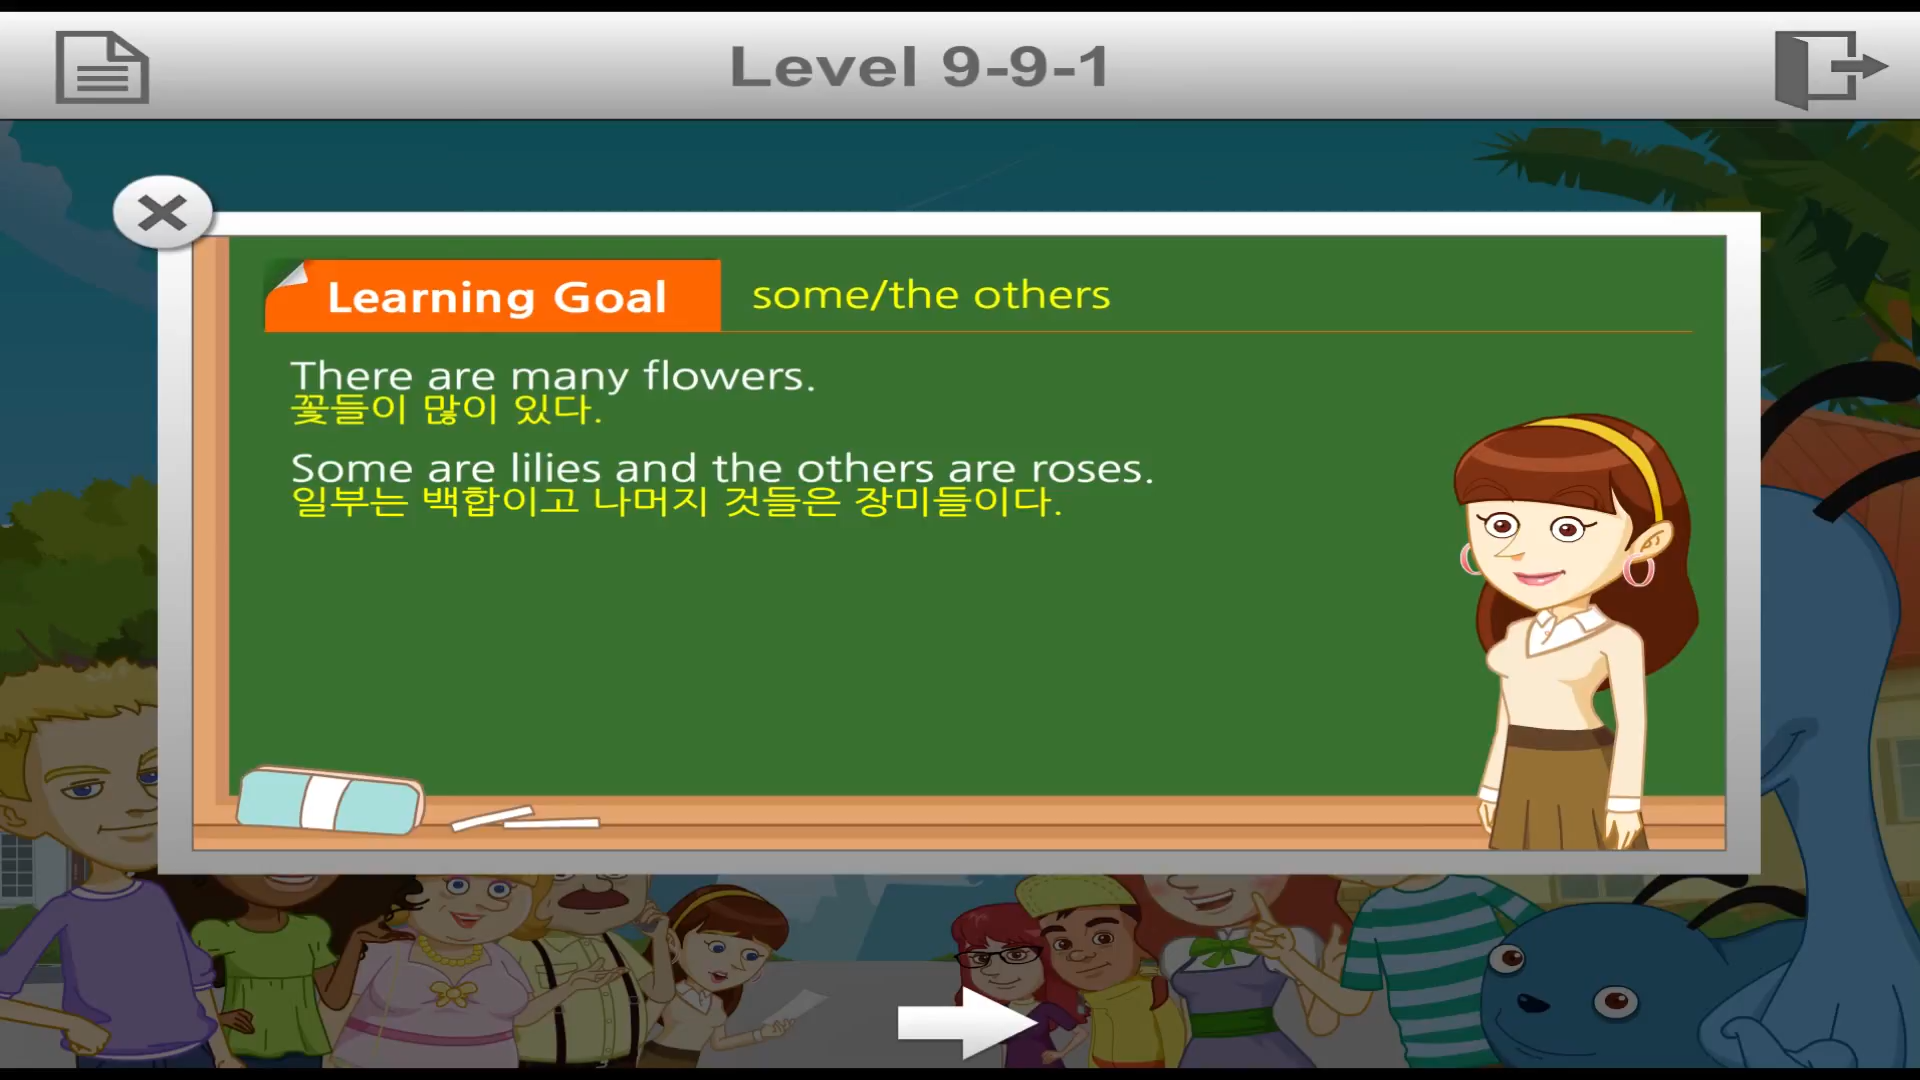 Level 9-9-1
Learning Goal
some/the others
There are many flowers.
꽃들이 많이 있다.
Some are lilies and the others are roses.
일부는 백합이고 나머지 것들은 장미들이다.